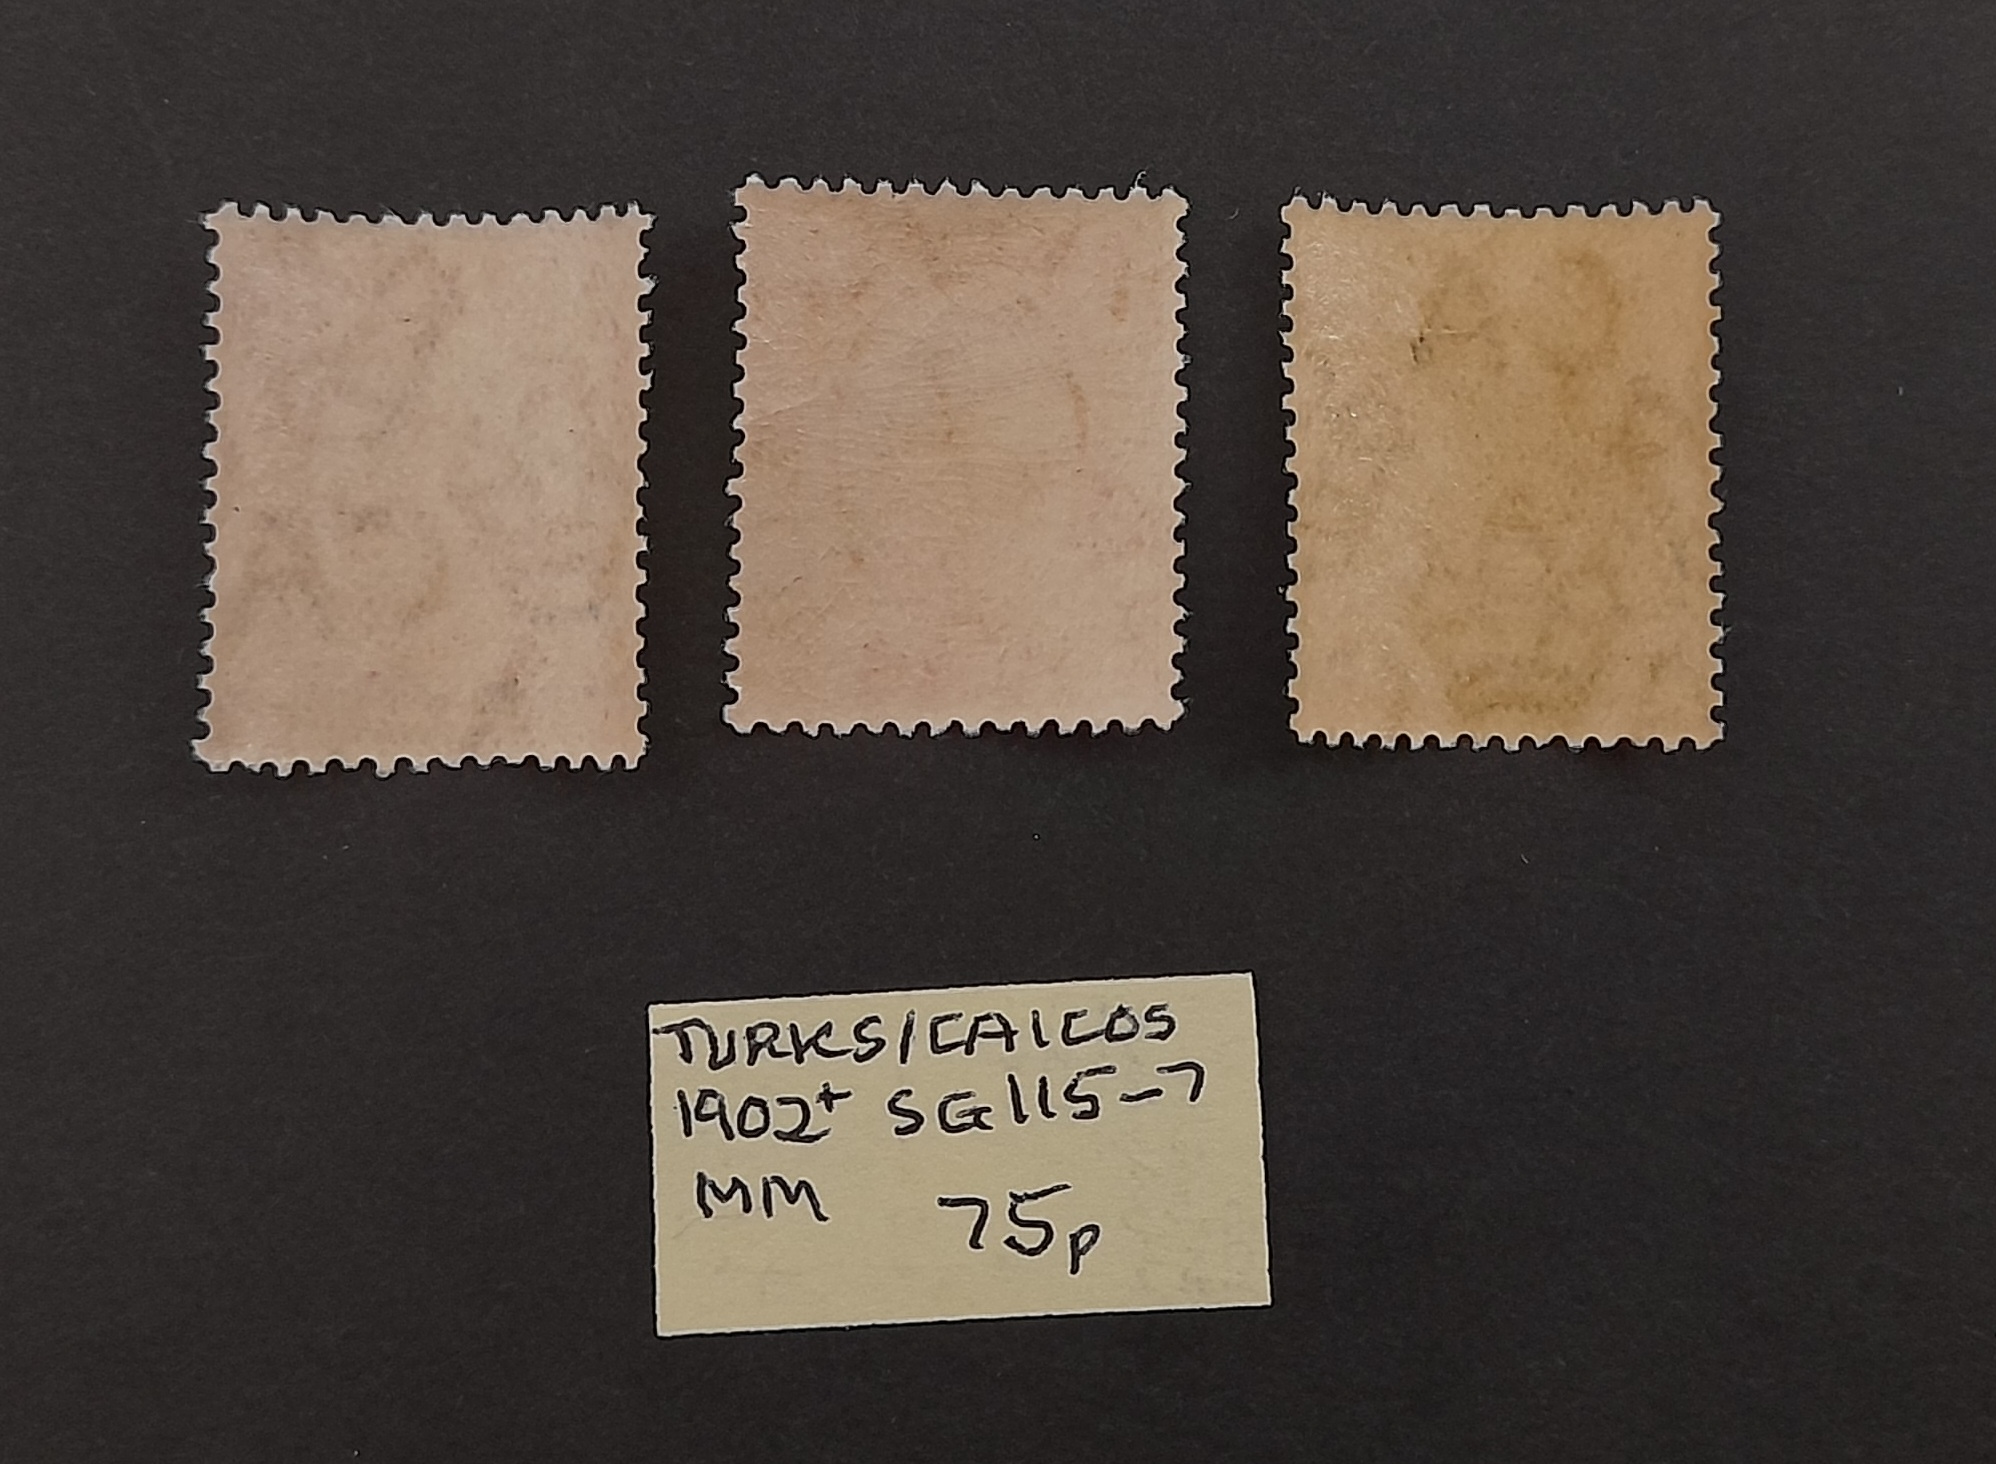 TURKS/CAICOS
1902+ SG115-7
MM 75p